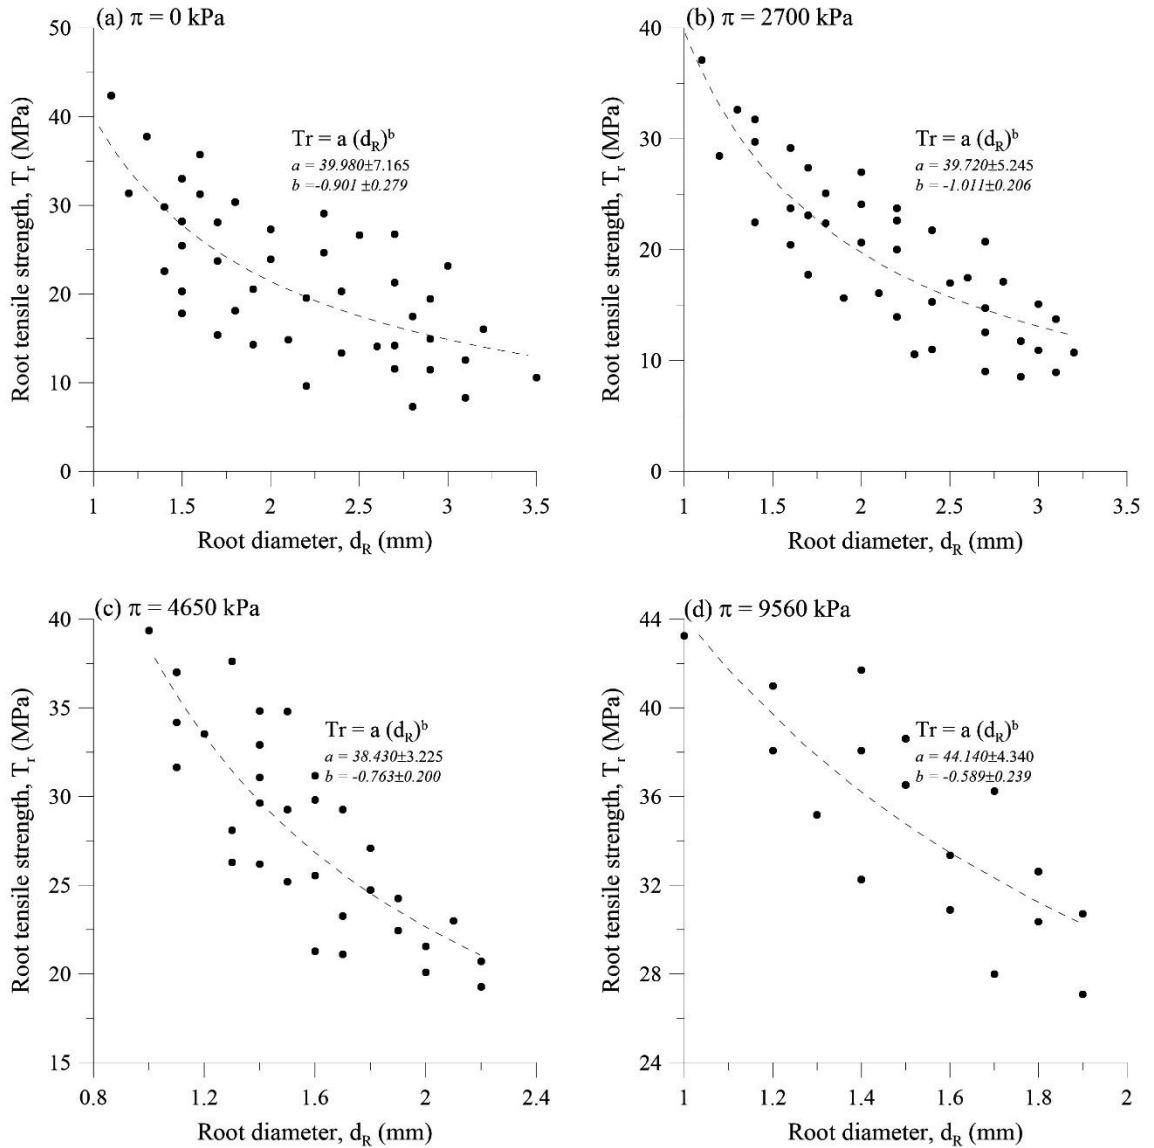 (a) π = 0 kPa
50
40
30
20
10
0
Root tensile strength, Tr (MPa)
Tr = a (dR)b
a = 39.980±7.165
b = -0.901 ±0.279
1 1.5 2 2.5 3 3.5
Root diameter, dR (mm)
(b) π = 2700 kPa
40
30
20
10
0
Root tensile strength, Tr (MPa)
Tr = a (dR)b
a = 39.720±5.245
b = -1.011±0.206
1 1.5 2 2.5 3 3.5
Root diameter, dR (mm)
(c) π = 4650 kPa
40
35
30
25
20
15
Root tensile strength, Tr (MPa)
Tr = a (dR)b
a = 38.430±3.225
b = -0.763±0.200
0.8 1.2 1.6 2 2.4
Root diameter, dR (mm)
(d) π = 9560 kPa
44
40
36
32
28
24
Root tensile strength, Tr (MPa)
Tr = a (dR)b
a = 44.140±4.340
b = -0.589±0.239
1 1.2 1.4 1.6 1.8 2
Root diameter, dR (mm)